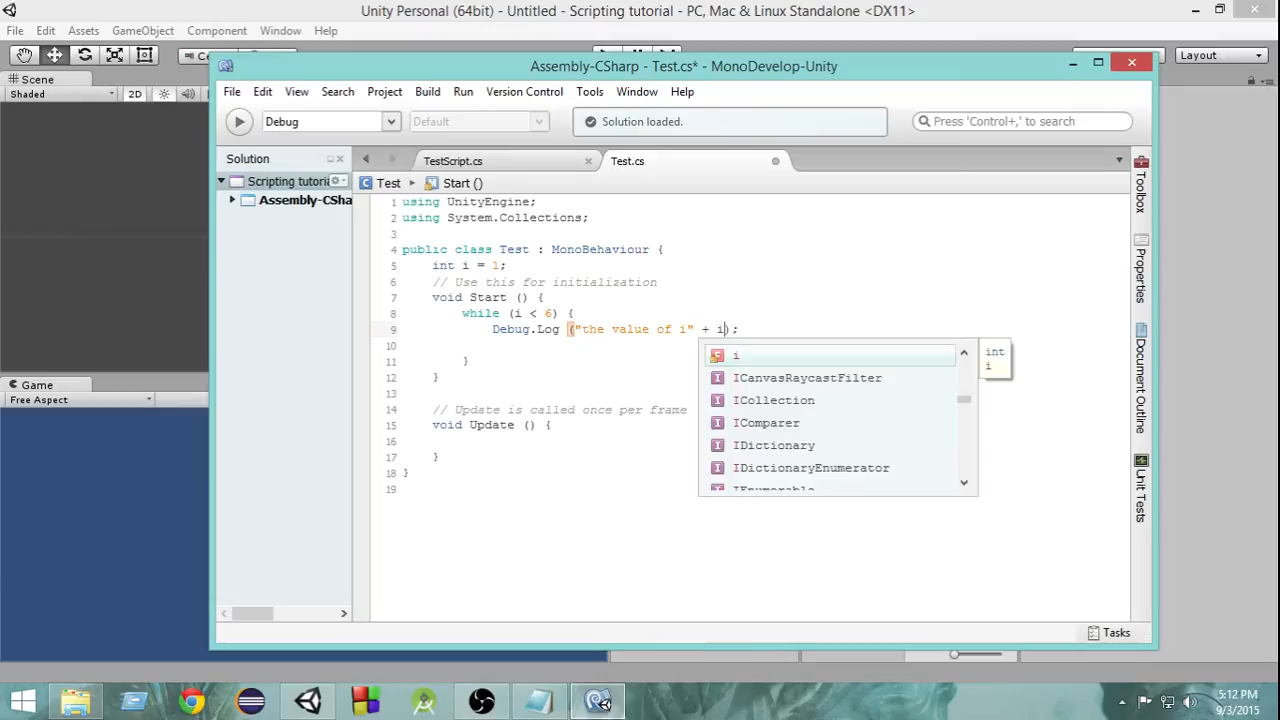 Unity Personal (64bit) - Untitled - Scripting tutorial - PC, Mac & Linux Standalone <DX11>
File Edit Assets GameObject Component Window Help
Layout
Scene
Shaded 2D
Assembly-CSharp - Test.cs* - MonoDevelop-Unity
File Edit View Search Project Build Run Version Control Tools Window Help
Debug Default Solution loaded. Press 'Control+,' to search
Solution TestScript.cs Test.cs
Scripting tutoria Test Start ()
Assembly-CSha
1 using UnityEngine;
2 using System.Collections;
3
4 public class Test : MonoBehaviour {
5 int i = 1;
6 // Use this for initialization
7 void Start () {
8 while (i < 6) {
9 Debug.Log ("the value of i" + i);
10
11 }
12 }
13
14 // Update is called once per frame
15 void Update () {
16
17 }
18 }
19
i
ICanvasRaycastFilter
ICollection
IComparer
IDictionary
IDictionaryEnumerator
IEnumerable
int
i
Toolbox
Properties
Document Outline
Unit Tests
Game
Free Aspect
Tasks
5:12 PM
9/3/2015